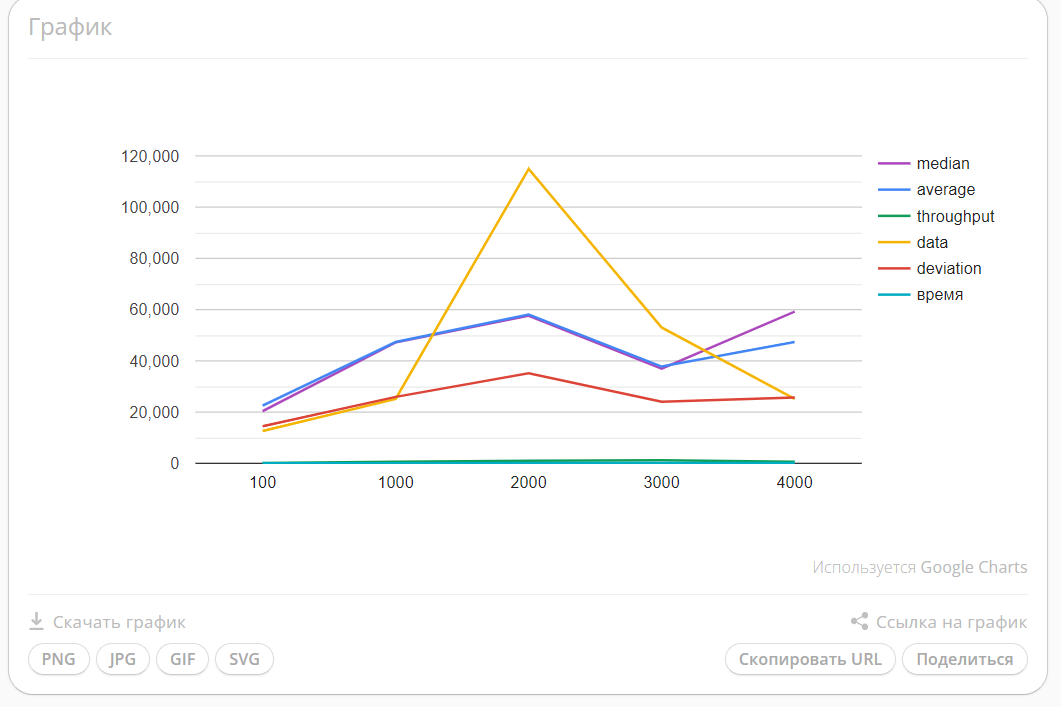 График
120,000
100,000
80,000
60,000
40,000
20,000
0
100 1000 2000 3000 4000
median
average
throughput
data
deviation
время
Используется Google Charts
Скачать график
Ссылка на график
PNG JPG GIF SVG
Скопировать URL Поделиться